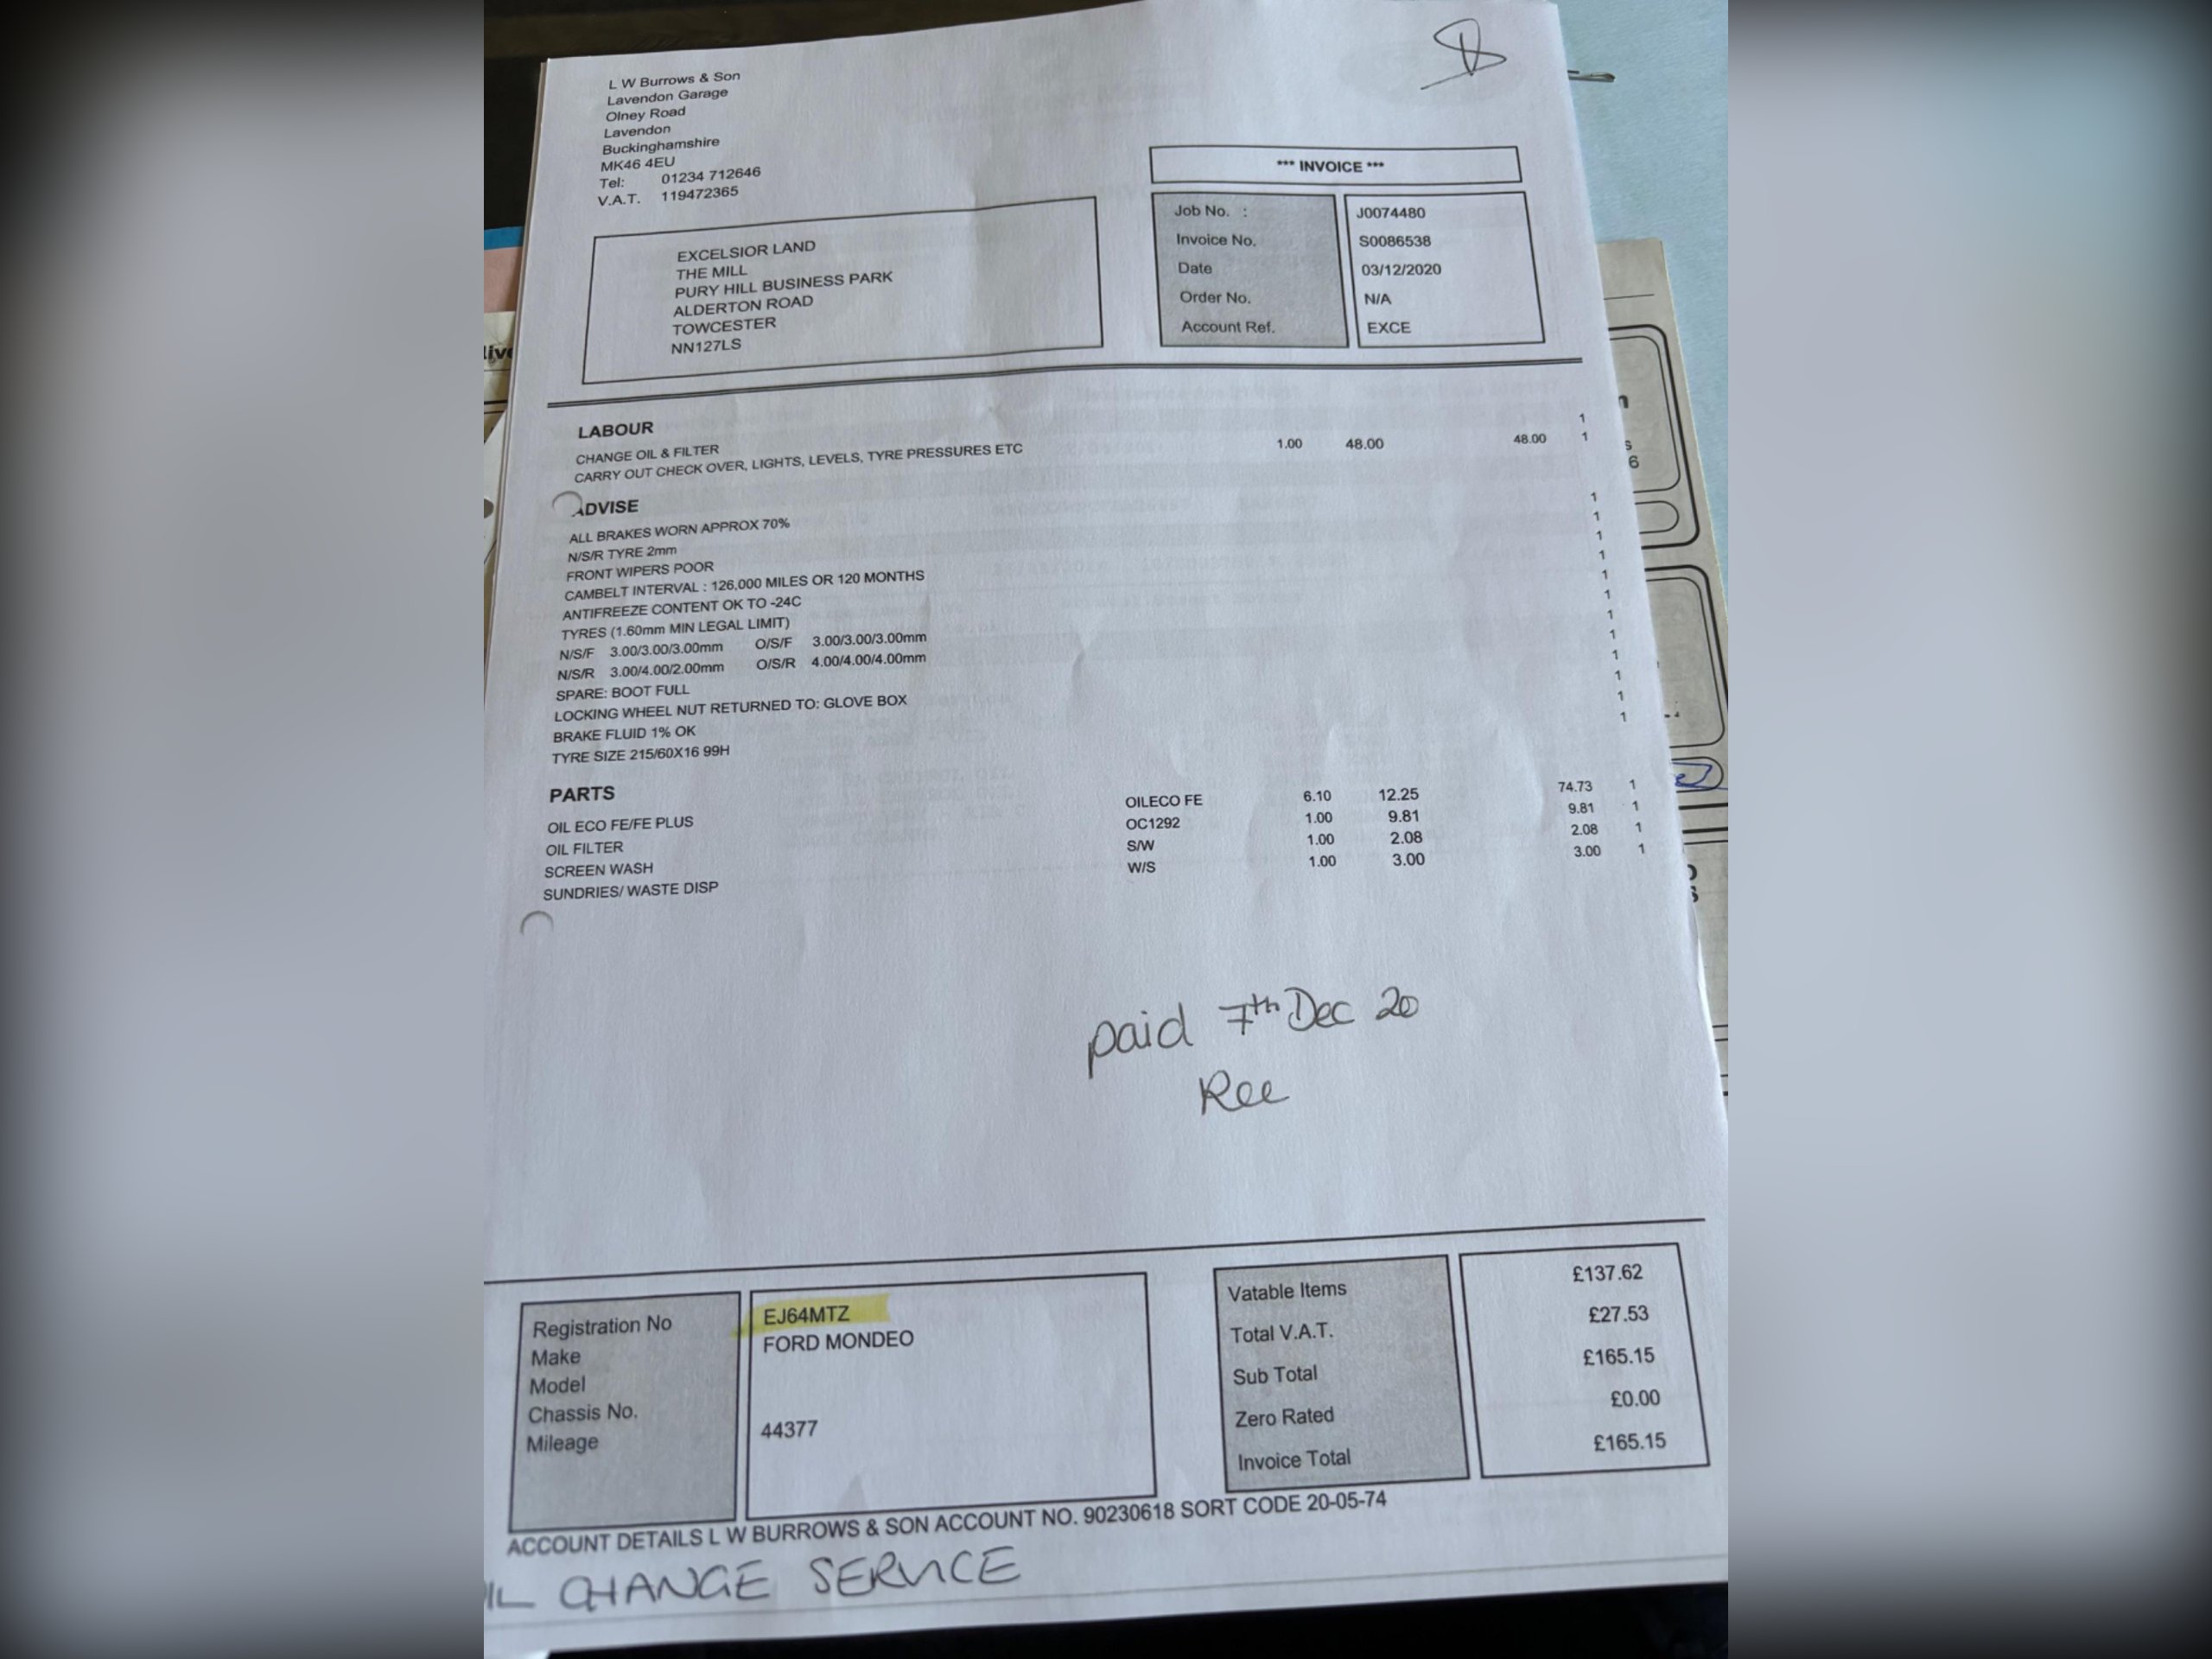 L W Burrows & Son
Lavendon Garage
Olney Road
Lavendon
Buckinghamshire
MK46 4EU
Tel: 01234 712646
V.A.T. 119472365
*** INVOICE ***
EXCELSIOR LAND
THE MILL
PURY HILL BUSINESS PARK
ALDERTON ROAD
TOWCESTER
NN127LS
Job No. : J0074480
Invoice No. S0086538
Date 03/12/2020
Order No. N/A
Account Ref. EXCE
LABOUR
CHANGE OIL & FILTER 1
CARRY OUT CHECK OVER, LIGHTS, LEVELS, TYRE PRESSURES ETC 1.00 48.00 48.00 1
ADVISE
ALL BRAKES WORN APPROX 70% 1
N/S/R TYRE 2mm 1
FRONT WIPERS POOR 1
CAMBELT INTERVAL : 126,000 MILES OR 120 MONTHS 1
ANTIFREEZE CONTENT OK TO -24C 1
TYRES (1.60mm MIN LEGAL LIMIT) 1
N/S/F 3.00/3.00/3.00mm O/S/F 3.00/3.00/3.00mm 1
N/S/R 3.00/4.00/2.00mm O/S/R 4.00/4.00/4.00mm 1
SPARE: BOOT FULL 1
LOCKING WHEEL NUT RETURNED TO: GLOVE BOX 1
BRAKE FLUID 1% OK 1
TYRE SIZE 215/60X16 99H 1
PARTS
OIL ECO FE/FE PLUS OILECO FE 6.10 12.25 74.73 1
OIL FILTER OC1292 1.00 9.81 9.81 1
SCREEN WASH S/W 1.00 2.08 2.08 1
SUNDRIES/ WASTE DISP W/S 1.00 3.00 3.00 1
paid 7th Dec 20
Ree
Registration No EJ64MTZ
Make FORD MONDEO
Model
Chassis No.
Mileage 44377
Vatable Items £137.62
Total V.A.T. £27.53
Sub Total £165.15
Zero Rated £0.00
Invoice Total £165.15
ACCOUNT DETAILS L W BURROWS & SON ACCOUNT NO. 90230618 SORT CODE 20-05-74
IL CHANGE SERVICE